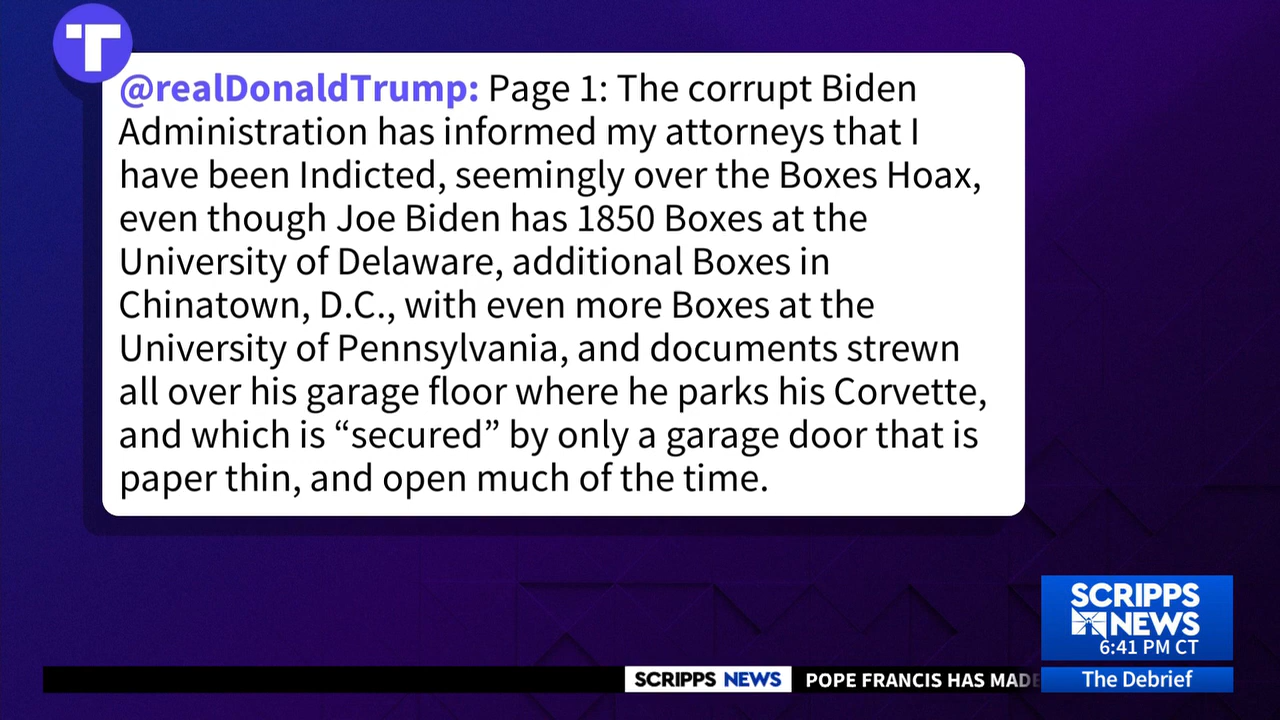 @realDonaldTrump: Page 1: The corrupt Biden
Administration has informed my attorneys that I
have been Indicted, seemingly over the Boxes Hoax,
even though Joe Biden has 1850 Boxes at the
University of Delaware, additional Boxes in
Chinatown, D.C., with even more Boxes at the
University of Pennsylvania, and documents strewn
all over his garage floor where he parks his Corvette,
and which is “secured” by only a garage door that is
paper thin, and open much of the time.
SCRIPPS
NEWS
6:41 PM CT
The Debrief
SCRIPPS NEWS
POPE FRANCIS HAS MADE